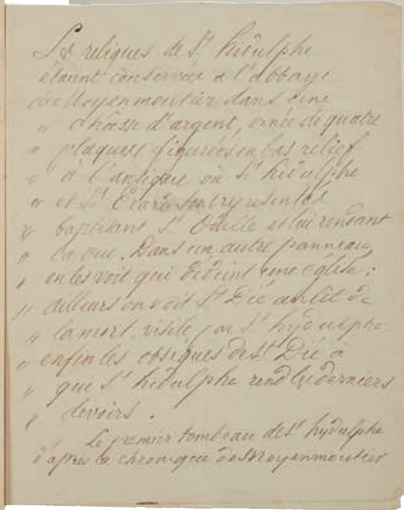 Les reliques de St hidulphe
étaient conservées a l'abbaye
de Moyenmoutier dans une
" châsse d'argent, ornée de quatre
" plaques figurées en bas relief
" à l'antique où St hidulphe
" et St Erard sont représentés
" baptisant Ste Odille et lui rendant
" la vue. Dans un autre panneau,
" on les voit qui dédient une église ;
" ailleurs on voit St Dié au lit de
" la mort, visité par St hydulphe
" enfin les obsèques de St Dié à
" que St hidulphe rend les derniers
" devoirs.
Le premier tombeau de St hydulphe
d'après la chronique de Moyenmoutier